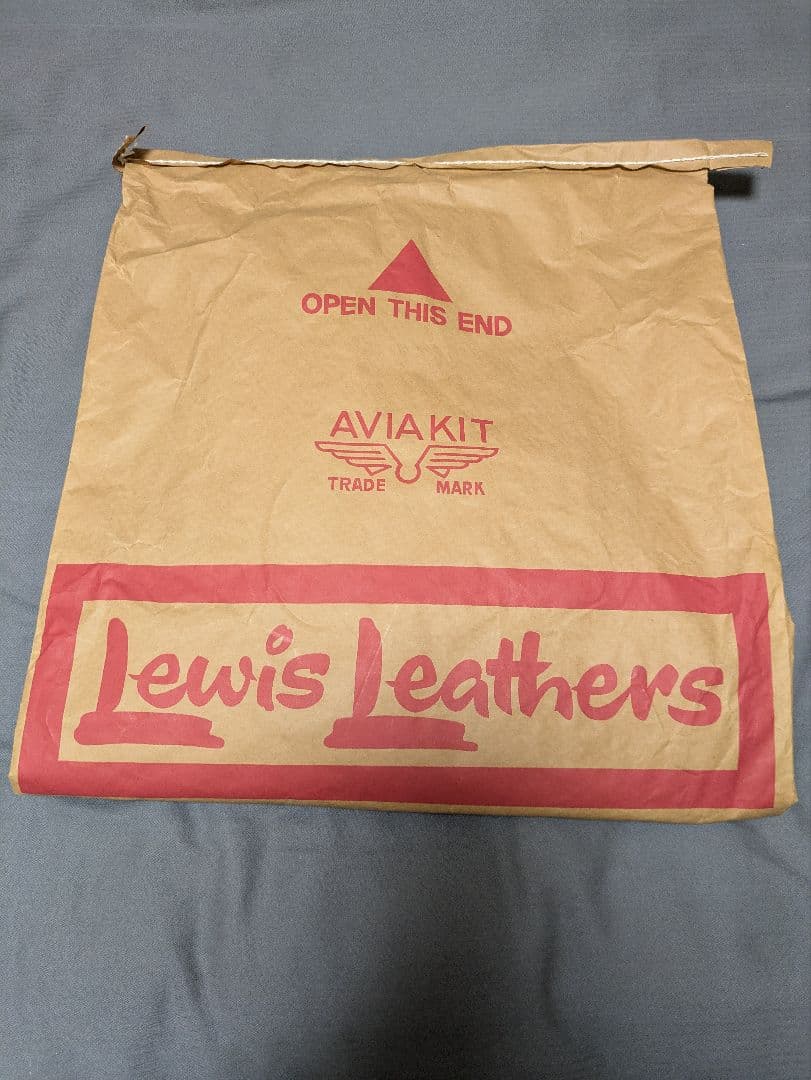 OPEN THIS END
AVIAKIT
TRADE MARK
Lewis Leathers